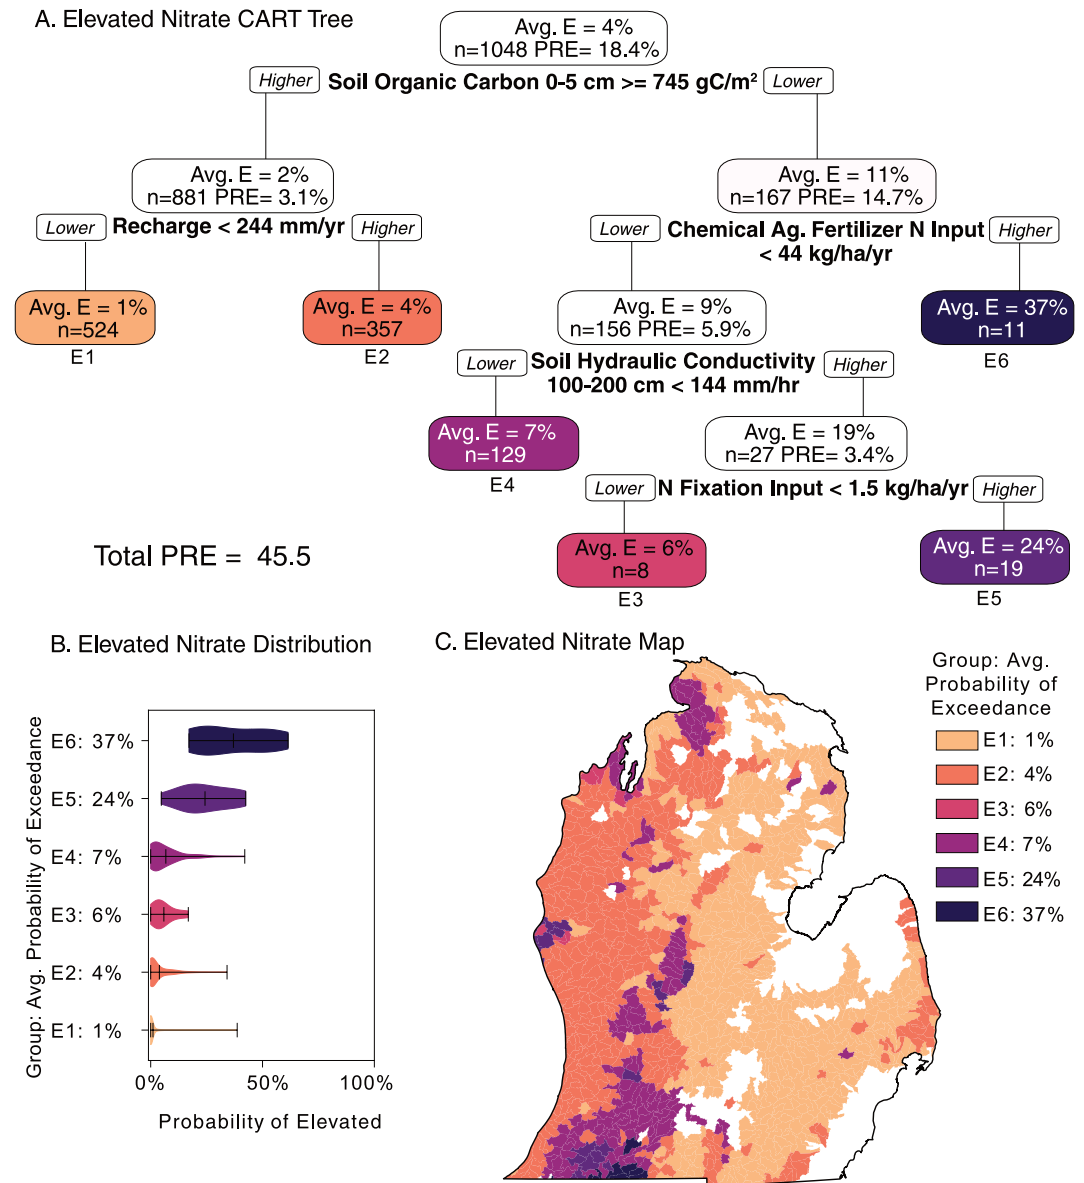 A. Elevated Nitrate CART Tree
Avg. E = 4%
n=1048 PRE= 18.4%
Higher
Soil Organic Carbon 0-5 cm >= 745 gC/m²
Lower
Avg. E = 2%
n=881 PRE= 3.1%
Avg. E = 11%
n=167 PRE= 14.7%
Lower
Recharge < 244 mm/yr
Higher
Lower
Chemical Ag. Fertilizer N Input
< 44 kg/ha/yr
Higher
Avg. E = 1%
n=524
E1
Avg. E = 4%
n=357
E2
Avg. E = 9%
n=156 PRE= 5.9%
Avg. E = 37%
n=11
E6
Lower
Soil Hydraulic Conductivity
100-200 cm < 144 mm/hr
Higher
Avg. E = 7%
n=129
E4
Avg. E = 19%
n=27 PRE= 3.4%
Lower
N Fixation Input < 1.5 kg/ha/yr
Higher
Avg. E = 6%
n=8
E3
Avg. E = 24%
n=19
E5
Total PRE = 45.5
B. Elevated Nitrate Distribution
Group: Avg. Probability of Exceedance
E6: 37%
E5: 24%
E4: 7%
E3: 6%
E2: 4%
E1: 1%
0%
50%
100%
Probability of Elevated
C. Elevated Nitrate Map
Group: Avg.
Probability of
Exceedance
E1: 1%
E2: 4%
E3: 6%
E4: 7%
E5: 24%
E6: 37%